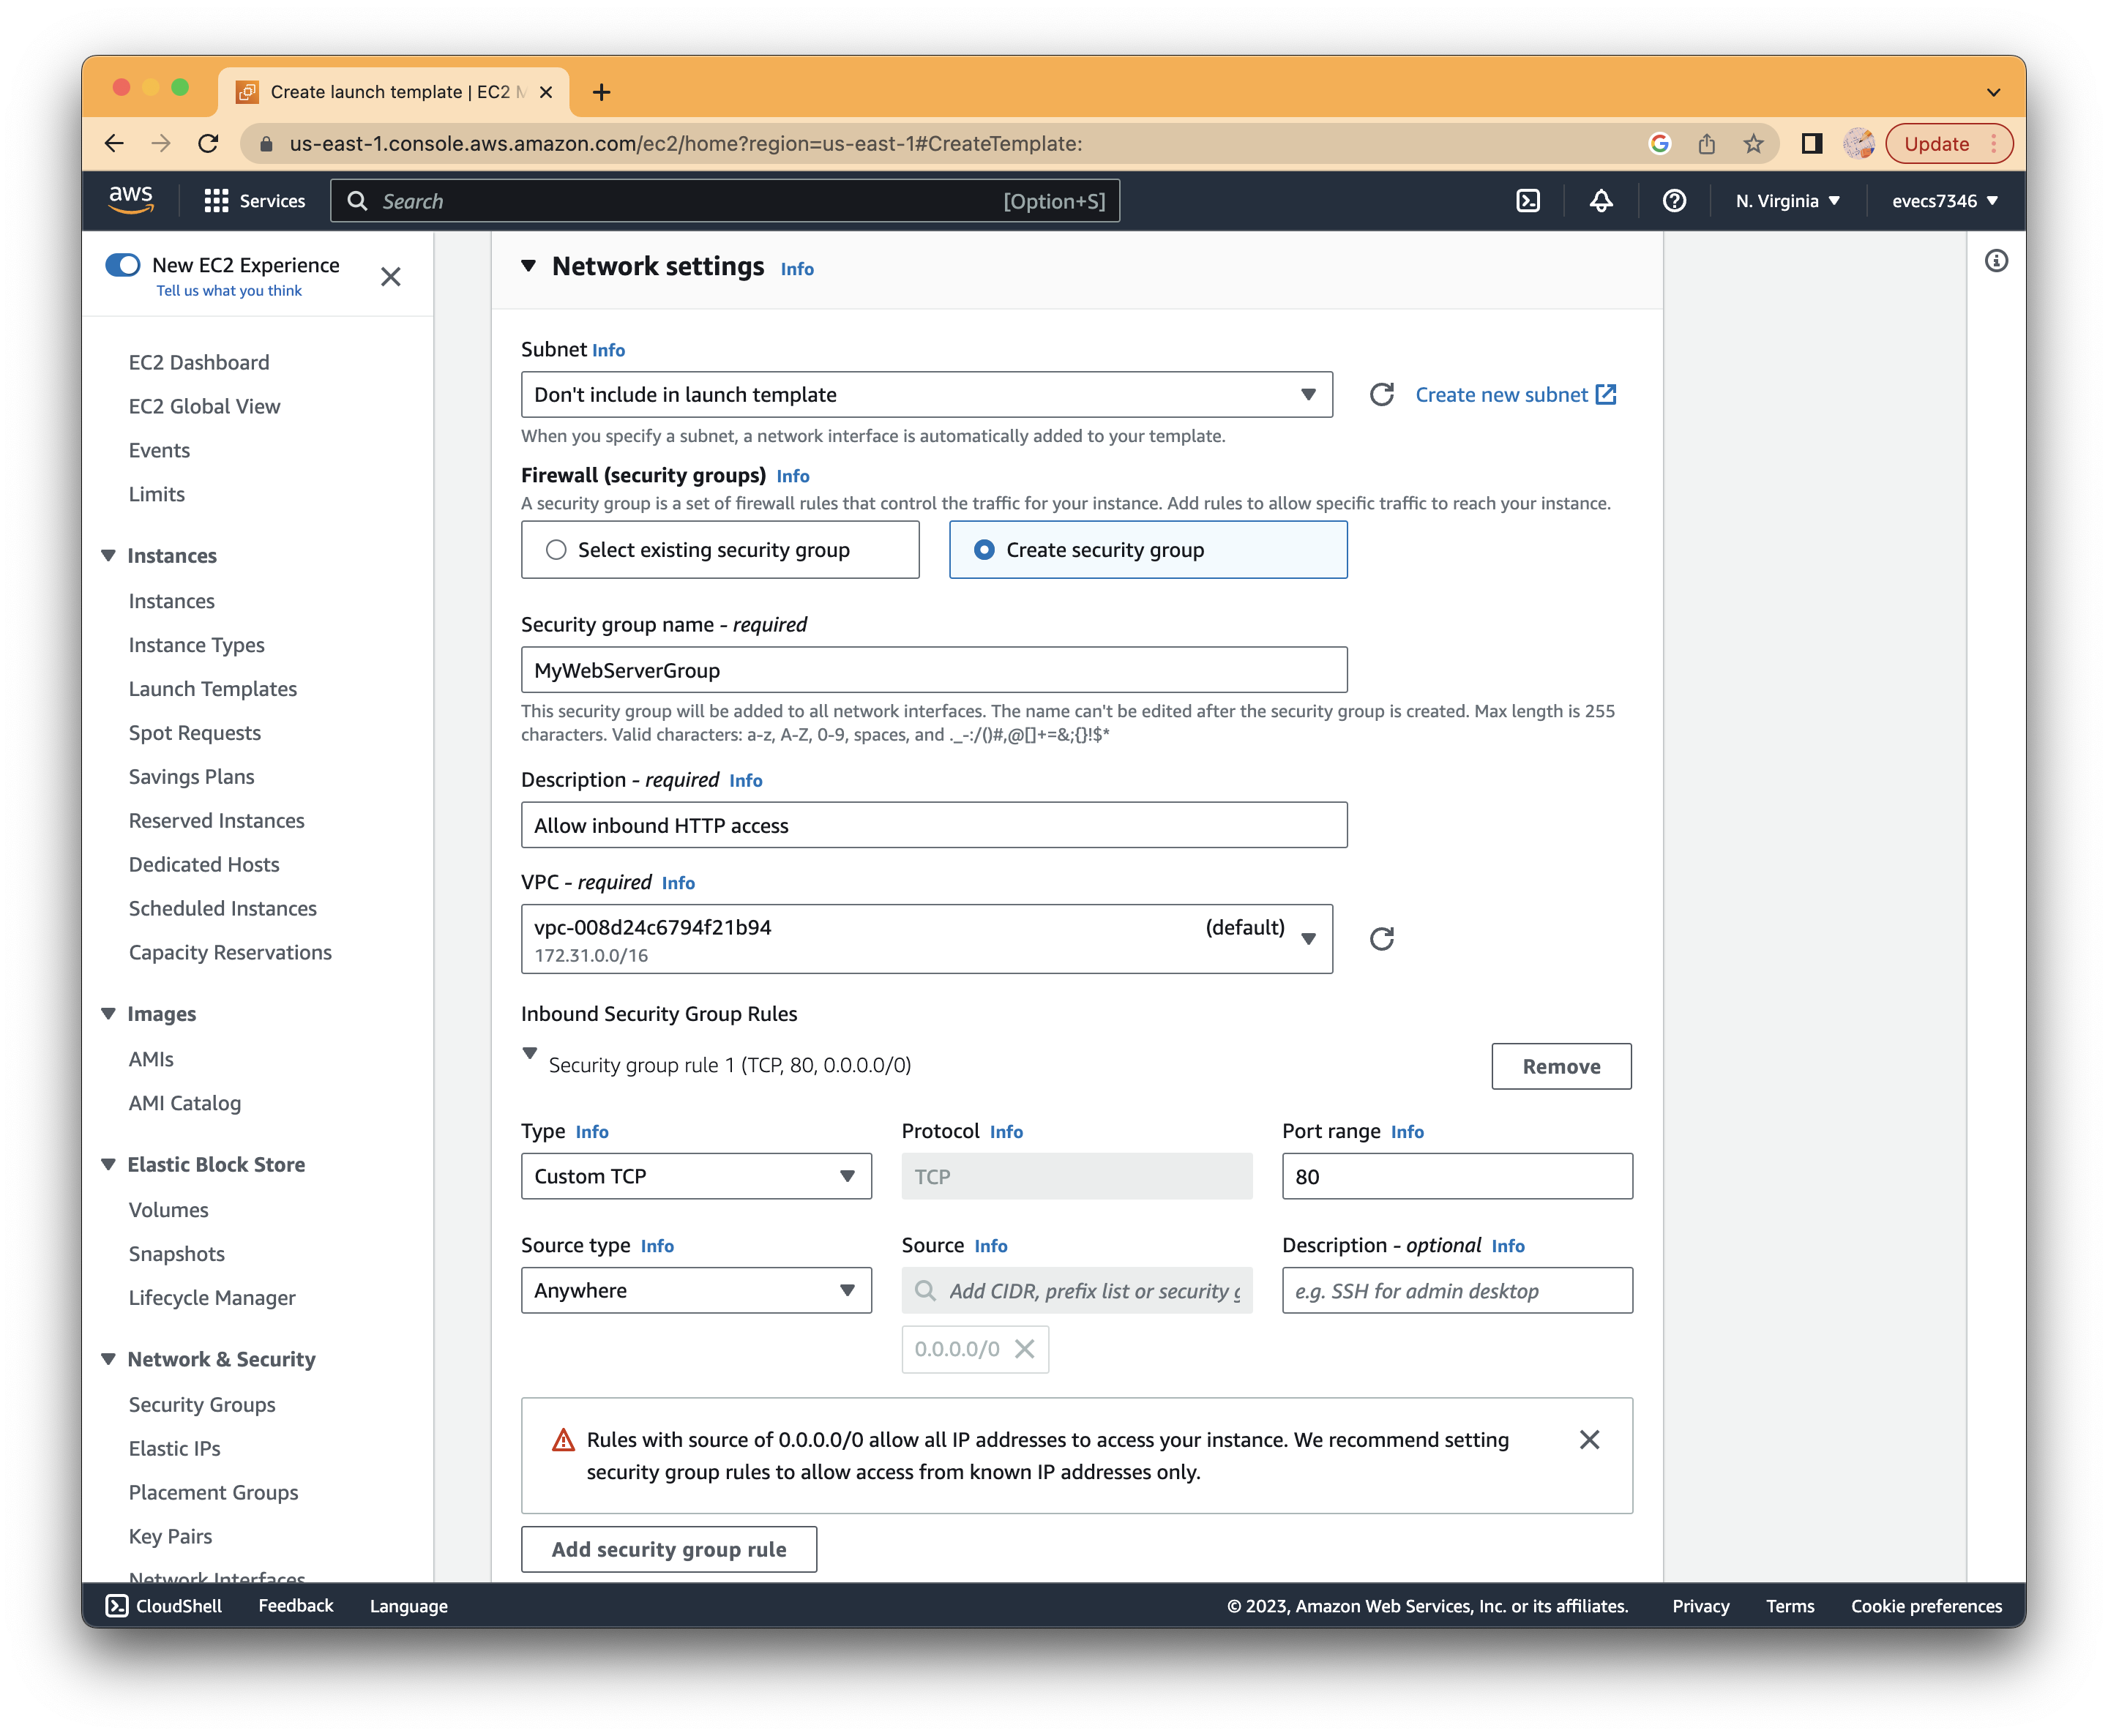 Create launch template | EC2 M
us-east-1.console.aws.amazon.com/ec2/home?region=us-east-1#CreateTemplate:
Update
aws
Services
Search
[Option+S]
N. Virginia
evecs7346
New EC2 Experience
Tell us what you think
EC2 Dashboard
EC2 Global View
Events
Limits
Instances
Instances
Instance Types
Launch Templates
Spot Requests
Savings Plans
Reserved Instances
Dedicated Hosts
Scheduled Instances
Capacity Reservations
Images
AMIs
AMI Catalog
Elastic Block Store
Volumes
Snapshots
Lifecycle Manager
Network & Security
Security Groups
Elastic IPs
Placement Groups
Key Pairs
Network Interfaces
Network settings Info
Subnet Info
Don't include in launch template
Create new subnet
When you specify a subnet, a network interface is automatically added to your template.
Firewall (security groups) Info
A security group is a set of firewall rules that control the traffic for your instance. Add rules to allow specific traffic to reach your instance.
Select existing security group
Create security group
Security group name - required
MyWebServerGroup
This security group will be added to all network interfaces. The name can't be edited after the security group is created. Max length is 255
characters. Valid characters: a-z, A-Z, 0-9, spaces, and ._-:/()#,@[]+=&;{}!$*
Description - required Info
Allow inbound HTTP access
VPC - required Info
vpc-008d24c6794f21b94 (default)
172.31.0.0/16
Inbound Security Group Rules
Security group rule 1 (TCP, 80, 0.0.0.0/0)
Remove
Type Info
Protocol Info
Port range Info
Custom TCP
TCP
80
Source type Info
Source Info
Description - optional Info
Anywhere
Add CIDR, prefix list or security g
e.g. SSH for admin desktop
0.0.0.0/0
Rules with source of 0.0.0.0/0 allow all IP addresses to access your instance. We recommend setting
security group rules to allow access from known IP addresses only.
Add security group rule
CloudShell
Feedback
Language
© 2023, Amazon Web Services, Inc. or its affiliates.
Privacy
Terms
Cookie preferences